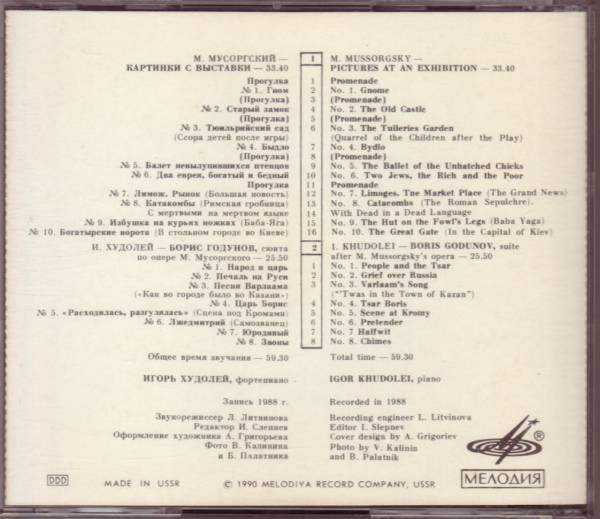 М. МУСОРГСКИЙ —
КАРТИНКИ С ВЫСТАВКИ — 33.40
Прогулка
№ 1. Гном
(Прогулка)
№ 2. Старый замок
(Прогулка)
№ 3. Тюильрийский сад
(Ссора детей после игры)
№ 4. Быдло
(Прогулка)
№ 5. Балет невылупившихся птенцов
№ 6. Два еврея, богатый и бедный
Прогулка
№ 7. Лимож. Рынок (Большая новость)
№ 8. Катакомбы (Римская гробница)
С мертвыми на мертвом языке
№ 9. Избушка на курьих ножках (Баба-Яга)
№ 10. Богатырские ворота (В стольном городе во Киеве)
И. ХУДОЛЕЙ — БОРИС ГОДУНОВ, сюита
по опере М. Мусоргского — 25.50
№ 1. Народ и царь
№ 2. Печаль на Руси
№ 3. Песня Варлаама
(«Как во городе было во Казани»)
№ 4. Царь Борис
№ 5. «Расходилась, разгулялась» (Сцена под Кромами)
№ 6. Лжедмитрий (Самозванец)
№ 7. Юродивый
№ 8. Звоны
Общее время звучания — 59.30
ИГОРЬ ХУДОЛЕЙ, фортепиано
Запись 1988 г.
Звукорежиссер Л. Литвинова
Редактор И. Слепнев
Оформление художника А. Григорьева
Фото В. Калинина
и Б. Палатника
1
1
2
3
4
5
6
7
8
9
10
11
12
13
14
15
16
2
1
2
3
4
5
6
7
8
M. MUSSORGSKY —
PICTURES AT AN EXHIBITION — 33.40
Promenade
No. 1. Gnome
(Promenade)
No. 2. The Old Castle
(Promenade)
No. 3. The Tuileries Garden
(Quarrel of the Children after the Play)
No. 4. Bydlo
(Promenade)
No. 5. The Ballet of the Unhatched Chicks
No. 6. Two Jews, the Rich and the Poor
Promenade
No. 7. Limoges. Tne Market Place (The Grand News)
No. 8. Catacombs (The Roman Sepulchre).
With Dead in a Dead Language
No. 9. The Hut on the Fowl's Legs (Baba Yaga)
No. 10. The Great Gate (In the Capital of Kiev)
I. KHUDOLEI — BORIS GODUNOV, suite
after M. Mussorgsky's opera — 25.50
No. 1. People and the Tsar
No. 2. Grief over Russia
No. 3. Varlaam's Song
("'Twas in the Town of Kazan")
No. 4. Tsar Boris
No. 5. Scene at Kromy
No. 6. Pretender
No. 7 Halfwit
No. 8. Chimes
Total time — 59.30
IGOR KHUDOLEI, piano
Recorded in 1988
Recording engineer L. Litvinova
Editor I. Slepnev
Cover design by A. Grigoriev
Photo by V. Kalinin
and B. Palatnik
®
МЕЛОДИЯ
DDD
MADE IN USSR
© 1990 MELODIYA RECORD COMPANY, USSR